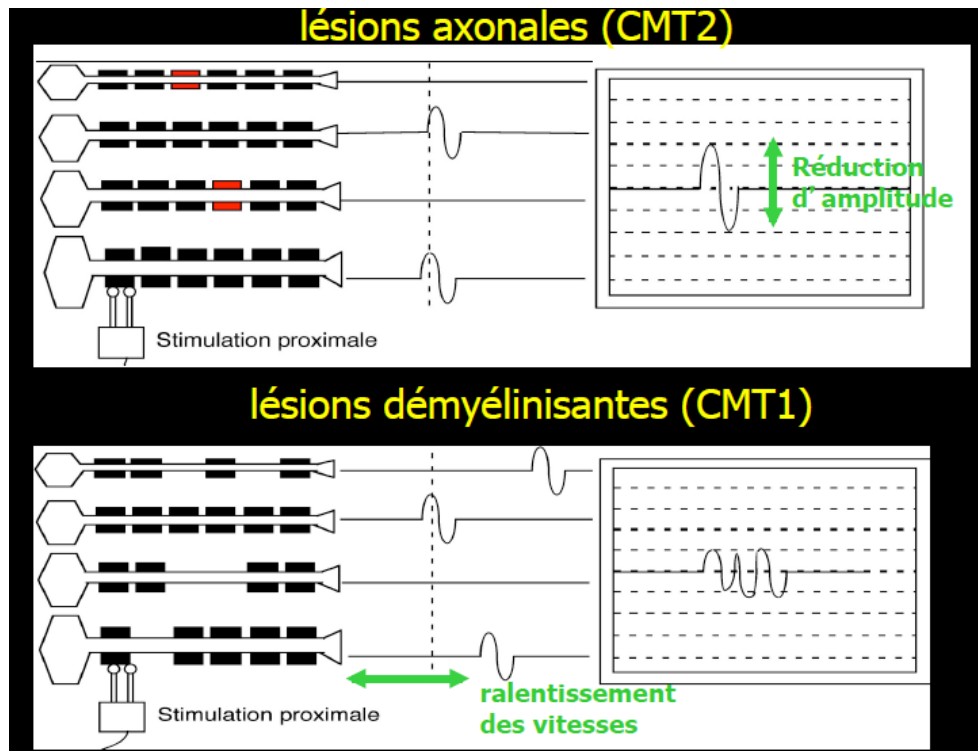 lésions axonales (CMT2)
Réduction
d' amplitude
Stimulation proximale
lésions démyélinisantes (CMT1)
ralentissement
des vitesses
Stimulation proximale